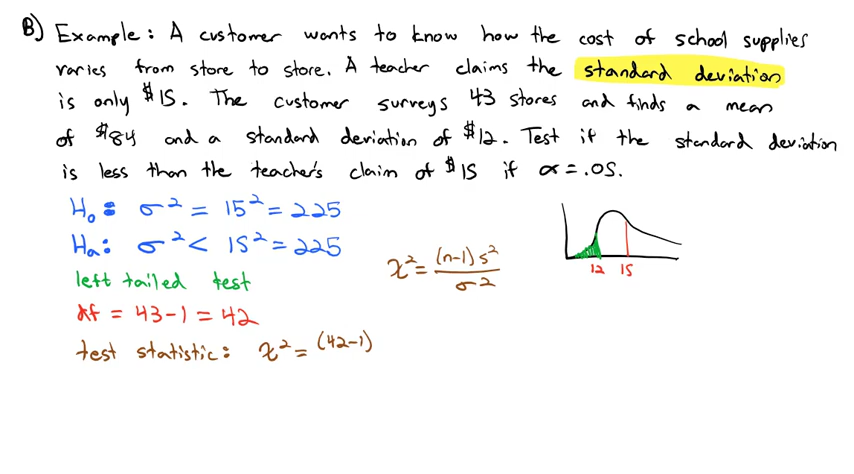 B) Example: A customer wants to know how the cost of school supplies
varies from store to store. A teacher claims the standard deviation
is only $15. The customer surveys 43 stores and finds a mean
of $84 and a standard deviation of $12. Test if the standard deviation
is less than the teacher's claim of $15 if α = .05.
H₀: σ² = 15² = 225
Hₐ: σ² < 15² = 225
χ² = (n-1) s² / σ²
12 15
left tailed test
df = 43 - 1 = 42
test statistic: χ² = (42-1)